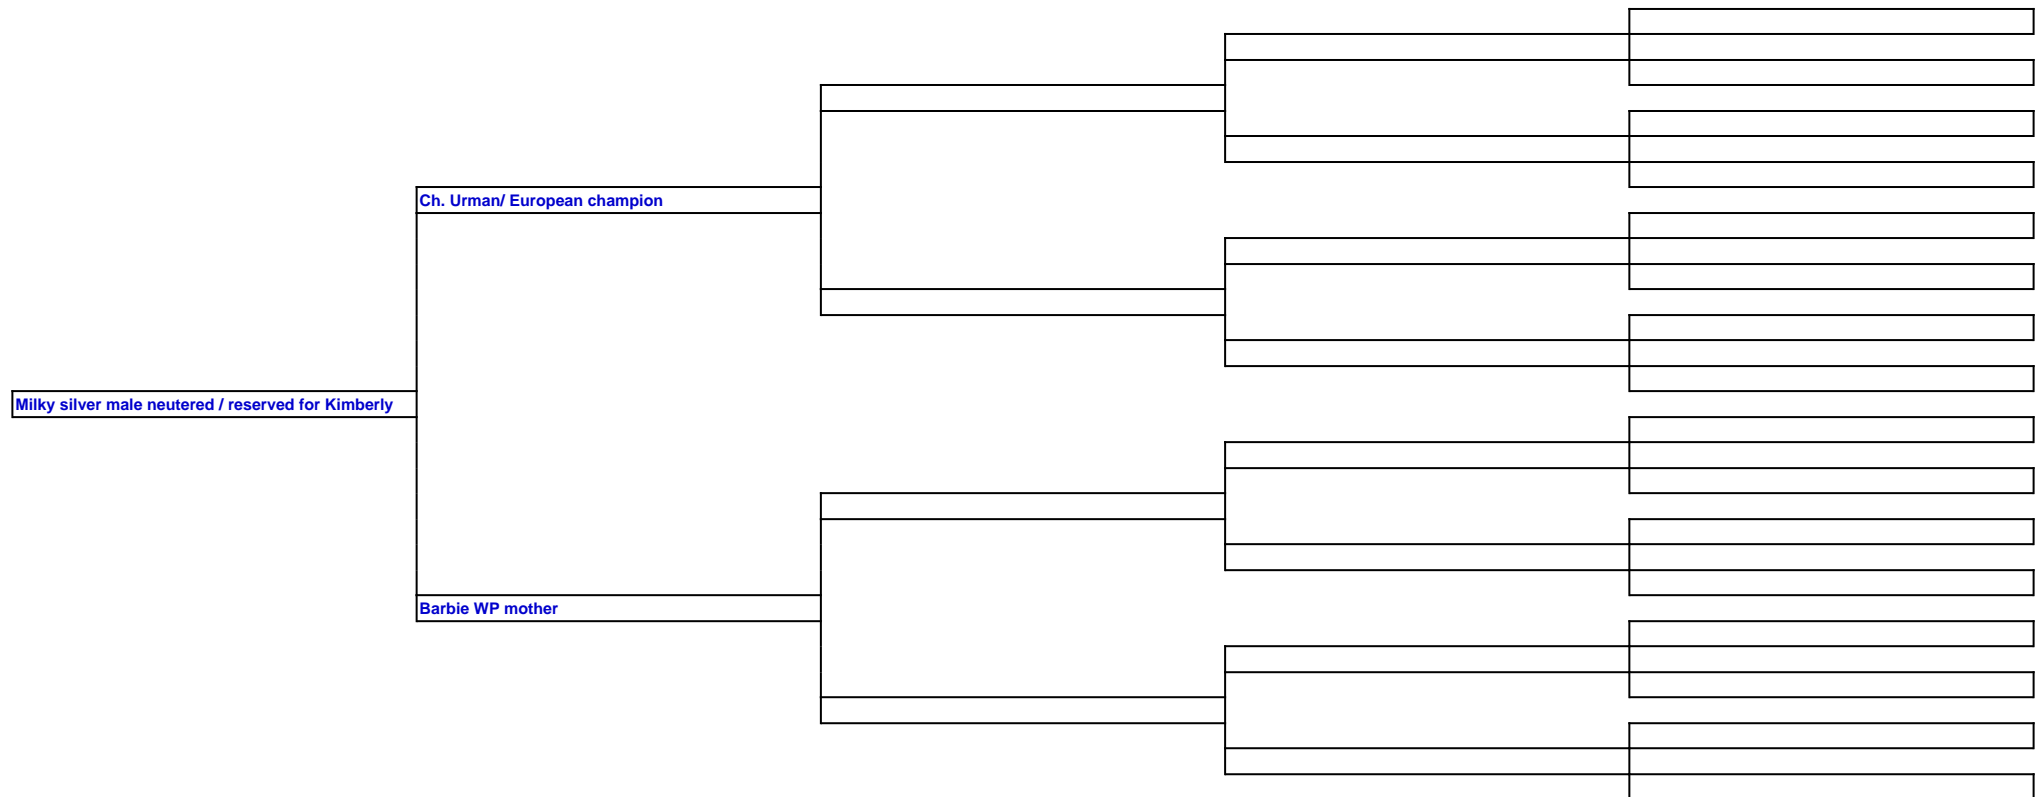 Ch. Urman/ European champion
Milky silver male neutered / reserved for Kimberly
Barbie WP mother